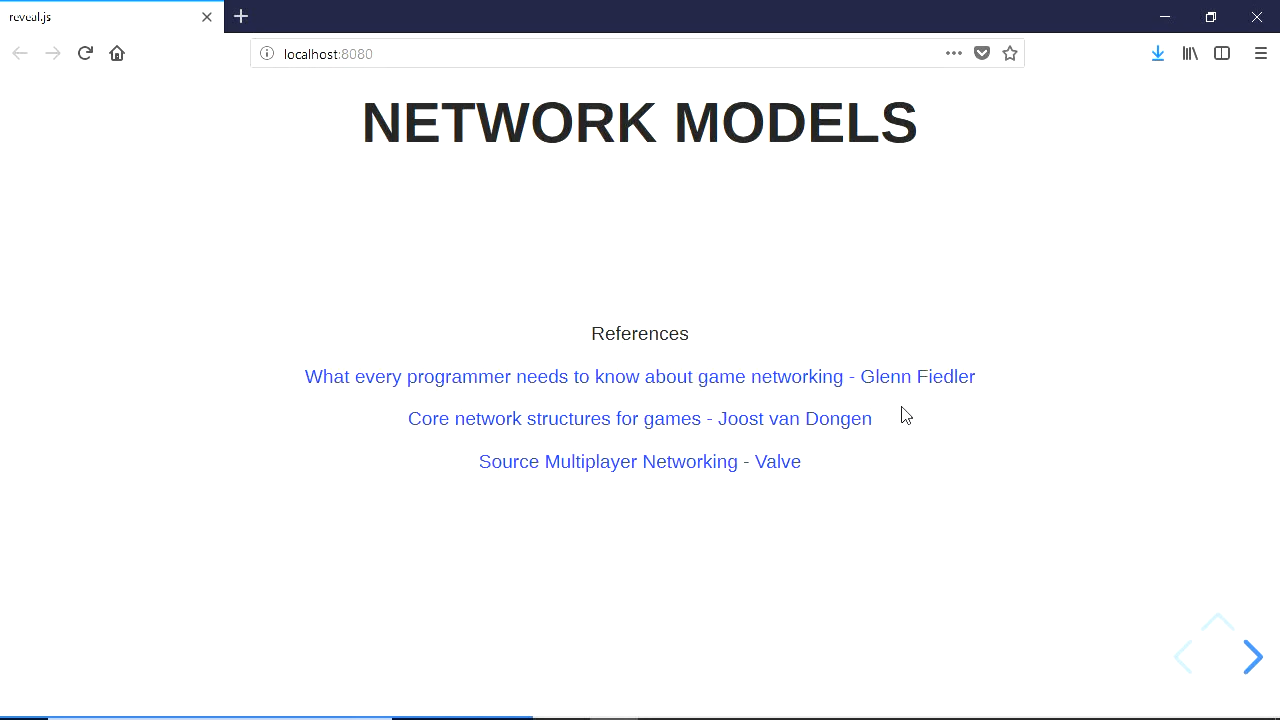 reveal.js
localhost:8080
NETWORK MODELS
References
What every programmer needs to know about game networking - Glenn Fiedler
Core network structures for games - Joost van Dongen
Source Multiplayer Networking - Valve